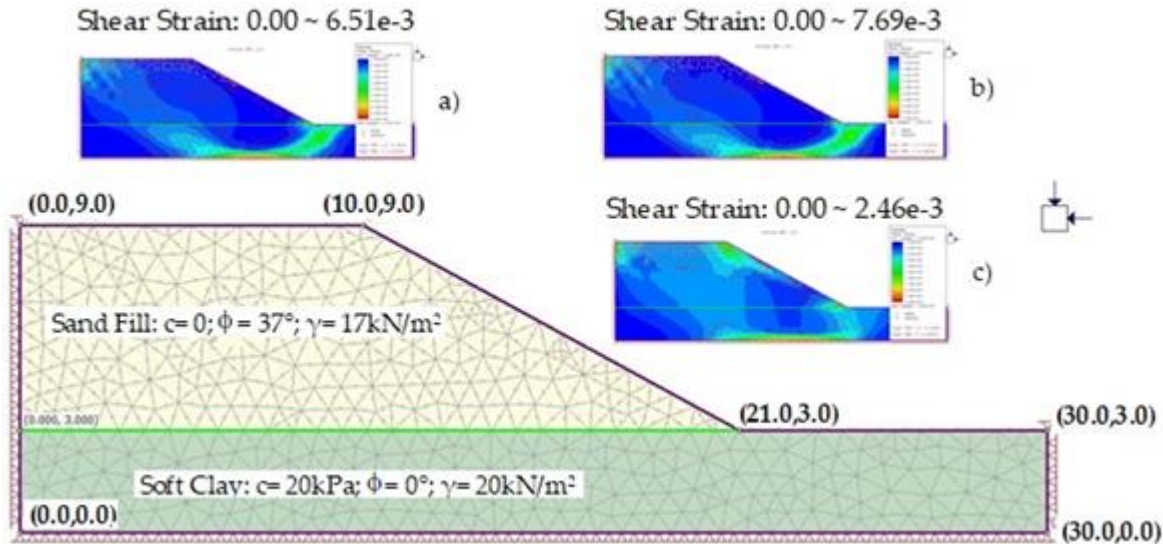 Shear Strain: 0.00 ~ 6.51e-3
Shear Strain: 0.00 ~ 7.69e-3
a)
b)
(0.0,9.0)
(10.0,9.0)
Shear Strain: 0.00 ~ 2.46e-3
c)
Sand Fill: c= 0; ϕ = 37°; γ= 17kN/m²
(0.000, 3.000)
(21.0,3.0)
(30.0,3.0)
Soft Clay: c= 20kPa; ϕ= 0°; γ= 20kN/m²
(0.0,0.0)
(30.0,0.0)